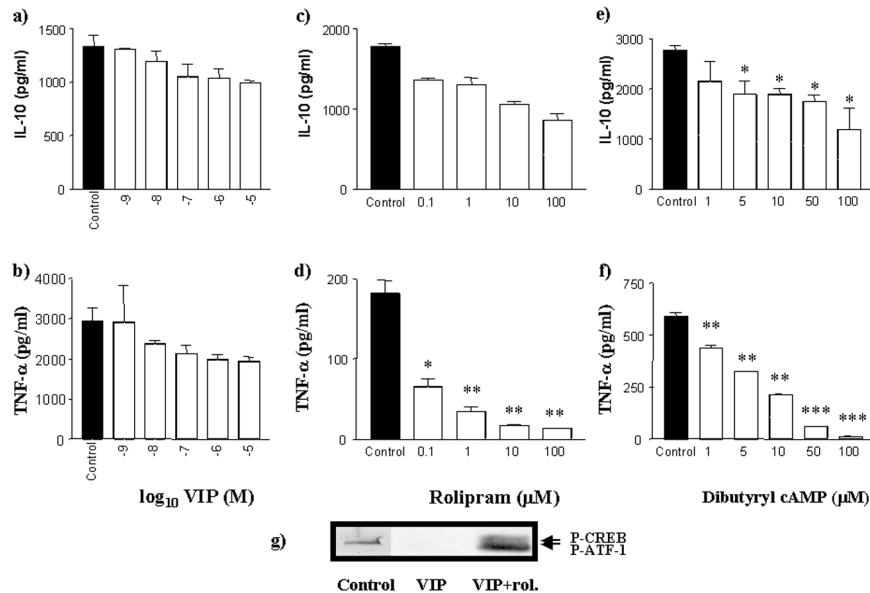 a)
IL-10 (pg/ml)
1500
1000
500
0
Control
-9
-8
-7
-6
-5
c)
IL-10 (pg/ml)
2000
1000
0
Control 0.1 1 10 100
e)
IL-10 (pg/ml)
3000
2000
1000
0
* * * *
Control 1 5 10 50 100
b)
TNF-α (pg/ml)
4000
3000
2000
1000
0
Control
-9
-8
-7
-6
-5
log10 VIP (M)
d)
TNF-α (pg/ml)
200
100
0
* ** ** **
Control 0.1 1 10 100
Rolipram (μM)
f)
TNF-α (pg/ml)
750
500
250
0
** ** ** *** ***
Control 1 5 10 50 100
Dibutyryl cAMP (μM)
g)
P-CREB
P-ATF-1
Control VIP VIP+rol.